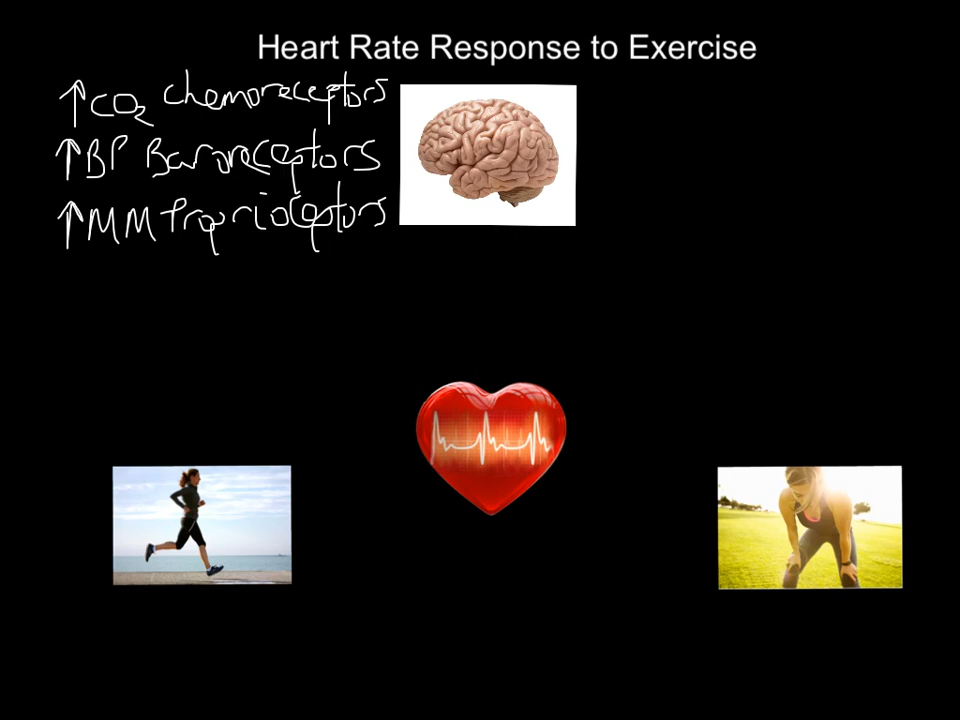 Heart Rate Response to Exercise
↑CO₂ chemoreceptors
↑BP Baroreceptors
↑MM Proprioceptors